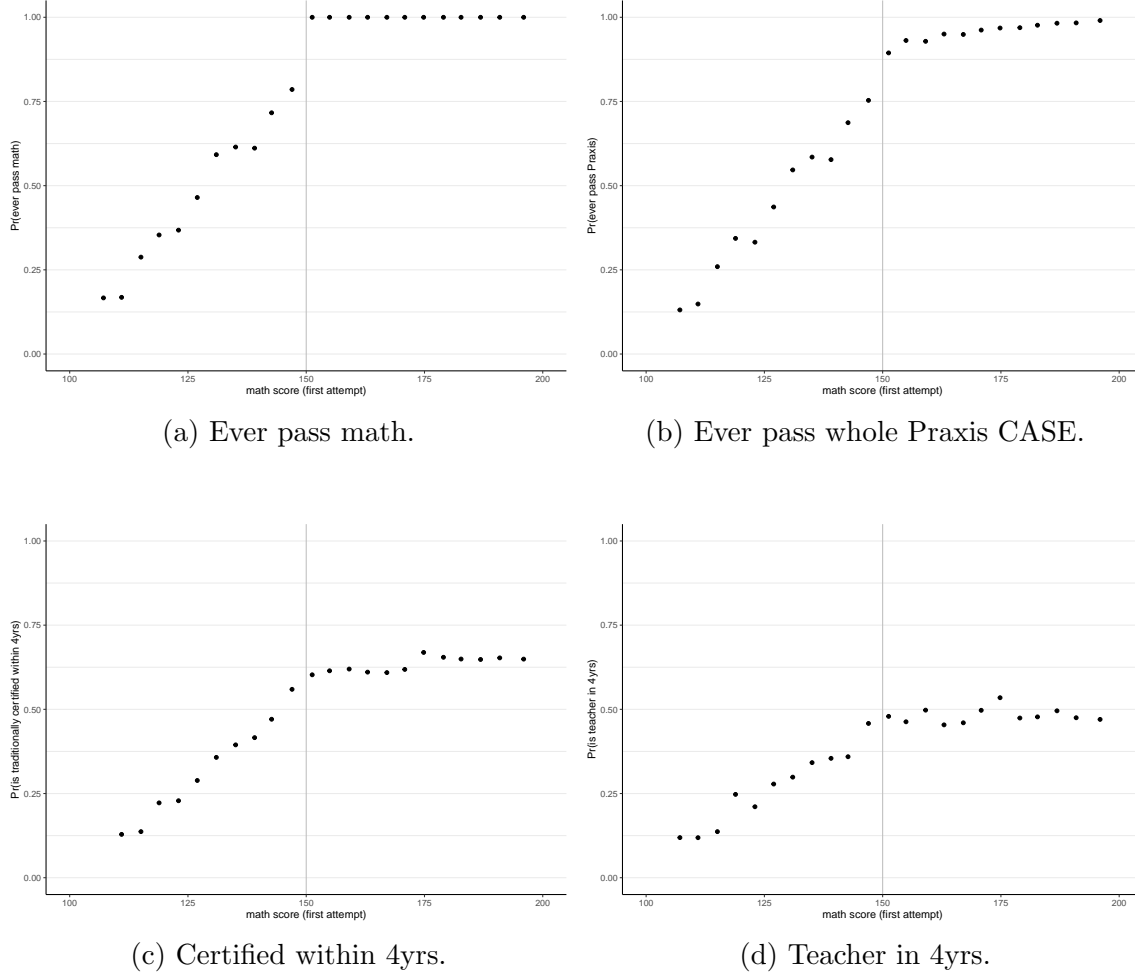 1.00
0.75
0.50
0.25
0.00
Pr(ever pass math)
100 125 150 175 200
math score (first attempt)
(a) Ever pass math.
1.00
0.75
0.50
0.25
0.00
Pr(ever pass Praxis)
100 125 150 175 200
math score (first attempt)
(b) Ever pass whole Praxis CASE.
1.00
0.75
0.50
0.25
0.00
Pr(is traditionally certified within 4yrs)
100 125 150 175 200
math score (first attempt)
(c) Certified within 4yrs.
1.00
0.75
0.50
0.25
0.00
Pr(is teacher in 4yrs)
100 125 150 175 200
math score (first attempt)
(d) Teacher in 4yrs.